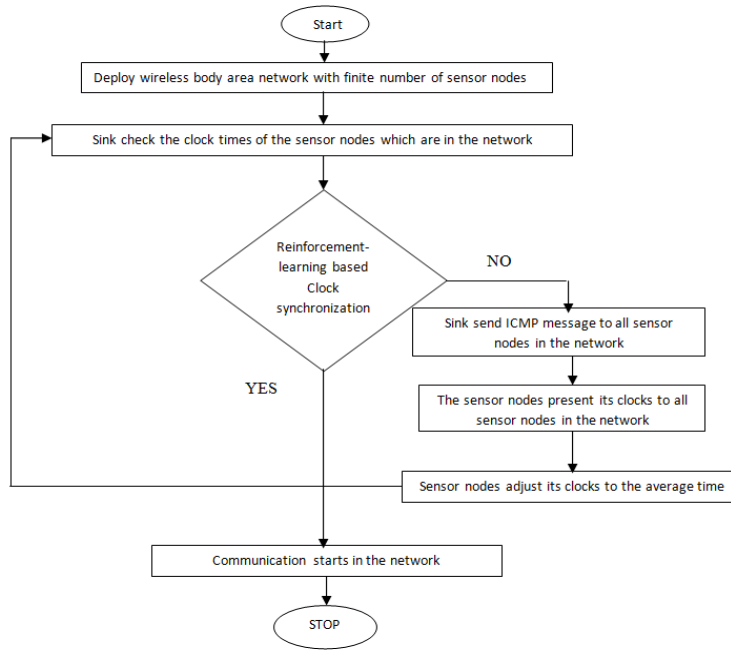 Start
Deploy wireless body area network with finite number of sensor nodes
Sink check the clock times of the sensor nodes which are in the network
Reinforcement-
learning based
Clock
synchronization
NO
Sink send ICMP message to all sensor
nodes in the network
YES
The sensor nodes present its clocks to all
sensor nodes in the network
Sensor nodes adjust its clocks to the average time
Communication starts in the network
STOP